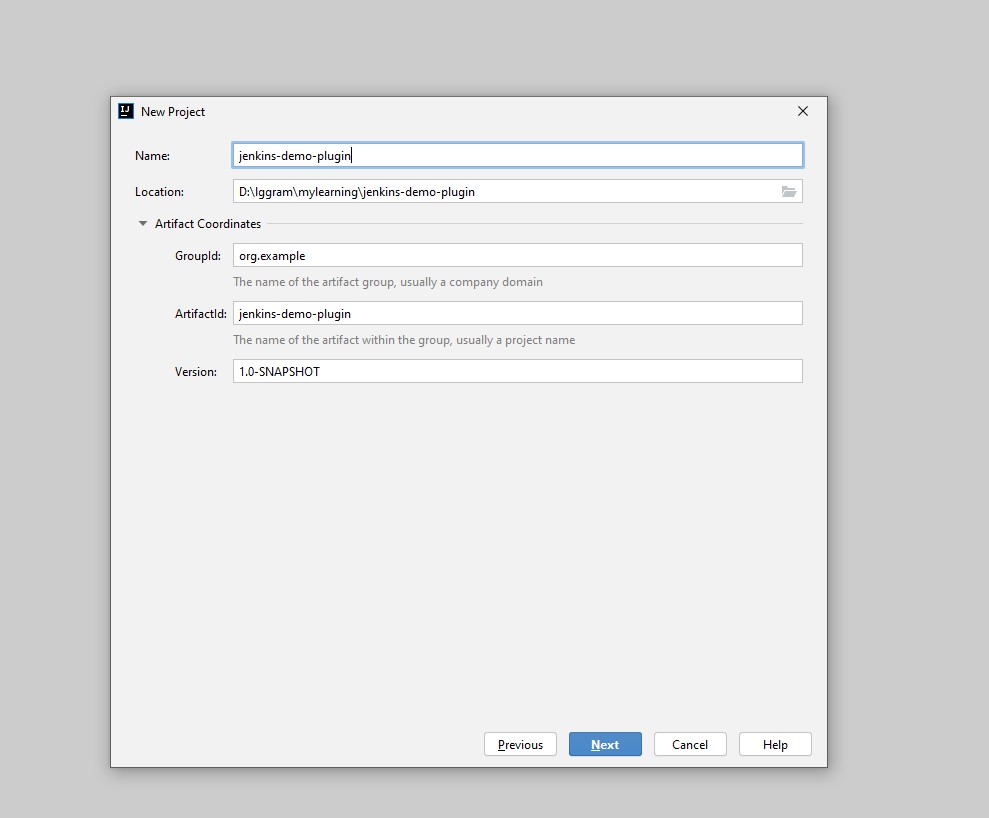 IJ
New Project
Name: jenkins-demo-plugin
Location: D:\Iggram\mylearning\jenkins-demo-plugin
Artifact Coordinates
GroupId: org.example
The name of the artifact group, usually a company domain
ArtifactId: jenkins-demo-plugin
The name of the artifact within the group, usually a project name
Version: 1.0-SNAPSHOT
Previous Next Cancel Help